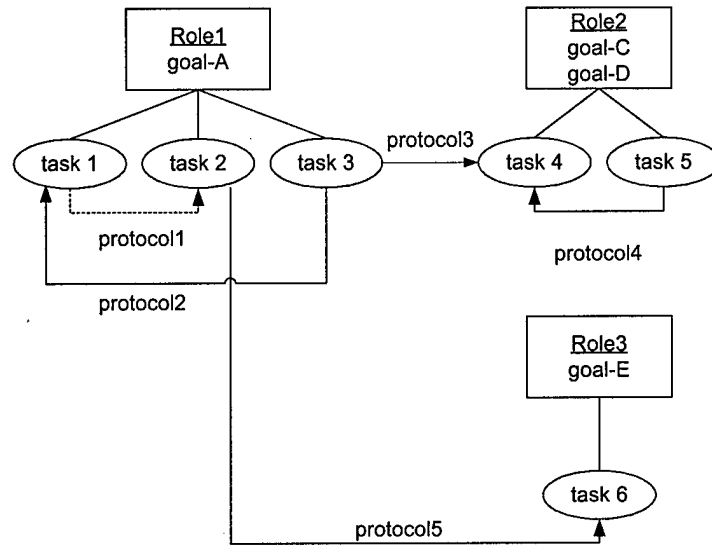 Role1
goal-A
Role2
goal-C
goal-D
protocol3
task 1
task 2
task 3
task 4
task 5
protocol1
protocol4
protocol2
Role3
goal-E
task 6
protocol5